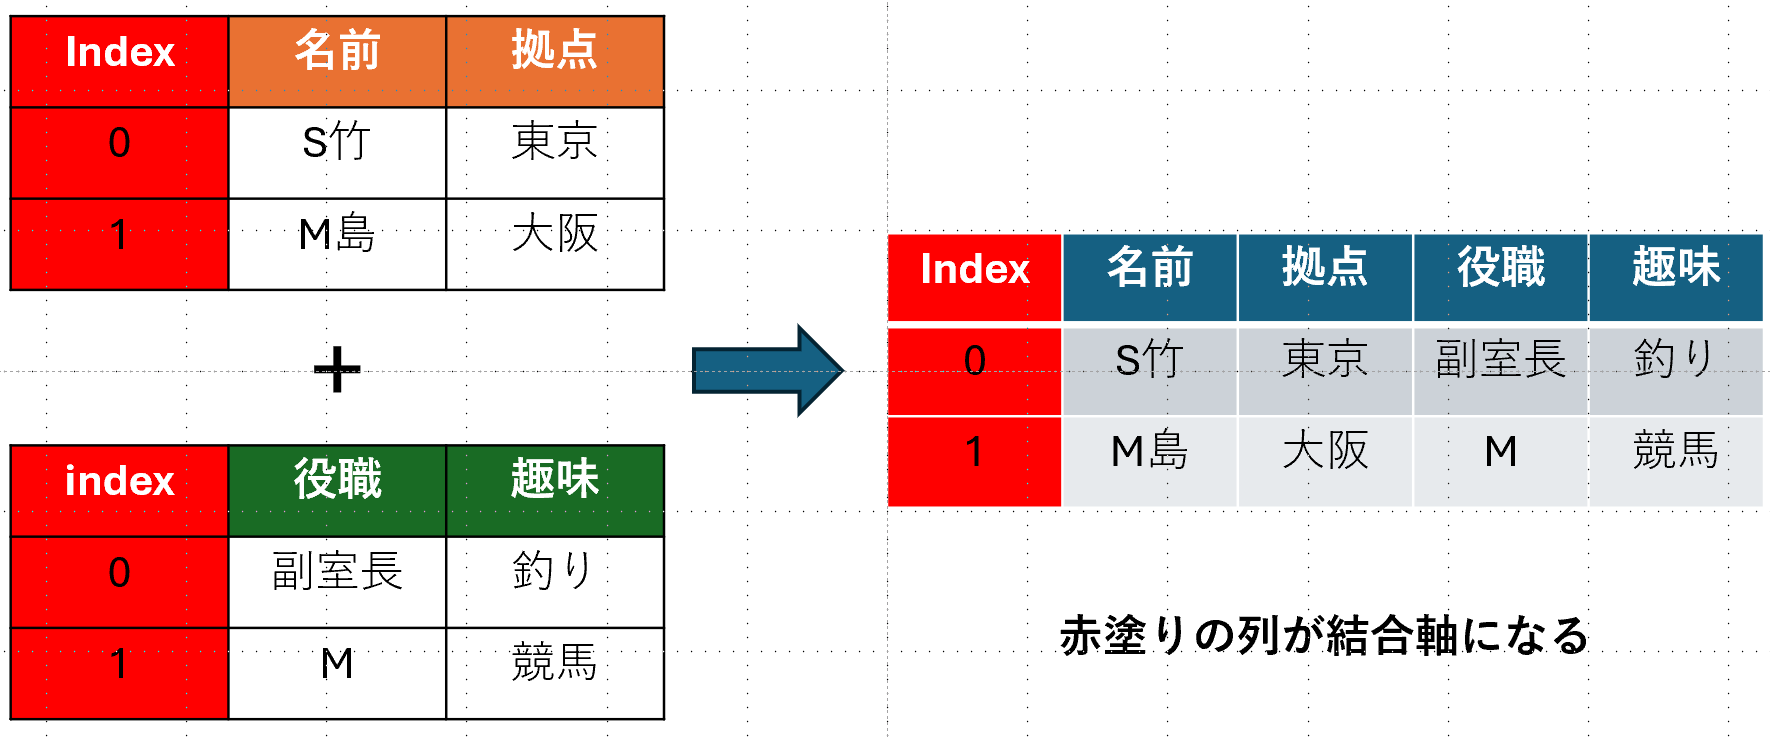 Index 名前 拠点
0 S竹 東京
1 M島 大阪
+
index 役職 趣味
0 副室長 釣り
1 M 競馬
Index 名前 拠点 役職 趣味
0 S竹 東京 副室長 釣り
1 M島 大阪 M 競馬
赤塗りの列が結合軸になる